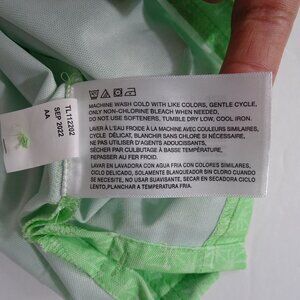 TL112202
SEP 2022
AA
MACHINE WASH COLD WITH LIKE COLORS, GENTLE CYCLE,
ONLY NON-CHLORINE BLEACH WHEN NEEDED,
DO NOT USE SOFTENERS, TUMBLE DRY LOW, COOL IRON.
LAVER À L'EAU FROIDE À LA MACHINE AVEC COULEURS SIMILAIRES,
CYCLE DÉLICAT, BLANCHIR SANS CHLORE SI NÉCESSAIRE,
NE PAS UTILISER D'AGENTS ADOUCISSANTS,
SÉCHER PAR CULBUTAGE À BASSE TEMPÉRATURE,
REPASSER AU FER FROID.
LAVAR EN LAVADORA CON AGUA FRIA CON COLORES SIMILARES,
CICLO DELICADO, SOLAMENTE BLANQUEADOR SIN CLORO CUANDO
SE NECESITE, NO USAR SUAVIZANTES, SECAR EN SECADORA CICLO
LENTO,PLANCHAR A TEMPERATURA BAJA.